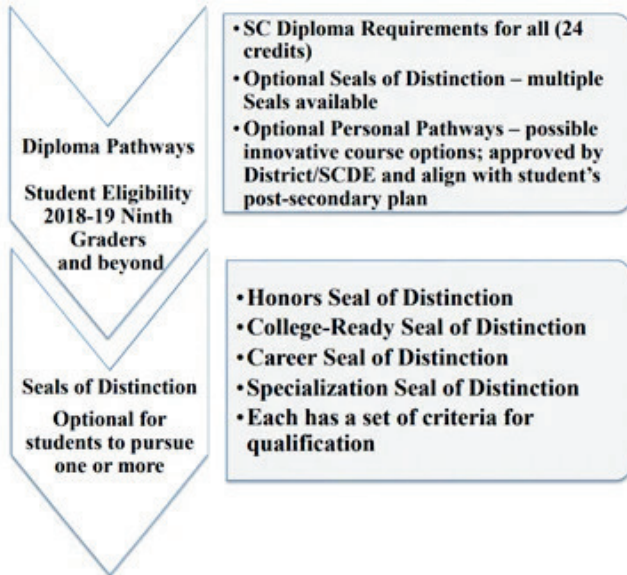 Diploma Pathways
Student Eligibility
2018-19 Ninth
Graders
and beyond
•SC Diploma Requirements for all (24
credits)
•Optional Seals of Distinction – multiple
Seals available
•Optional Personal Pathways – possible
innovative course options; approved by
District/SCDE and align with student’s
post-secondary plan
Seals of Distinction
Optional for
students to pursue
one or more
•Honors Seal of Distinction
•College-Ready Seal of Distinction
•Career Seal of Distinction
•Specialization Seal of Distinction
•Each has a set of criteria for
qualification